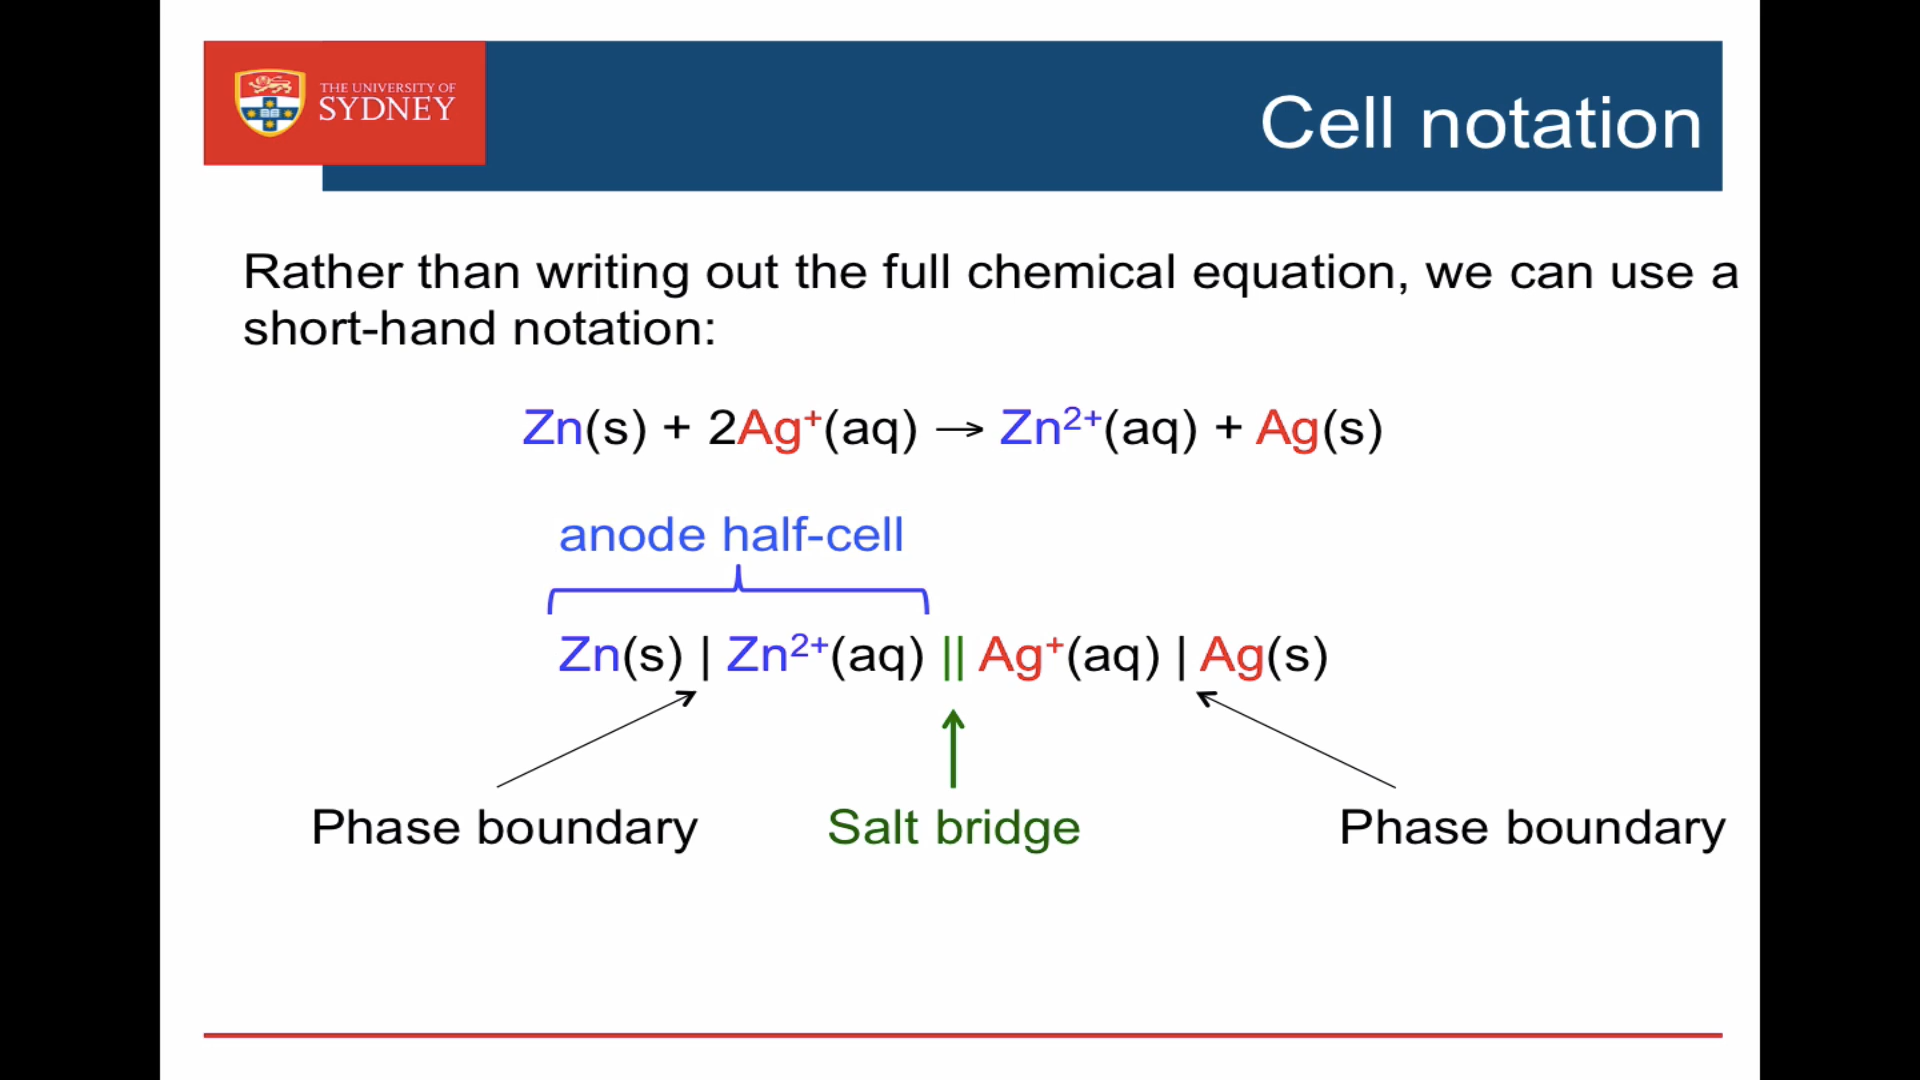 THE UNIVERSITY OF
SYDNEY
Cell notation
Rather than writing out the full chemical equation, we can use a
short-hand notation:
Zn(s) + 2Ag⁺(aq) → Zn²⁺(aq) + Ag(s)
anode half-cell
Zn(s) | Zn²⁺(aq) || Ag⁺(aq) | Ag(s)
Phase boundary Salt bridge Phase boundary